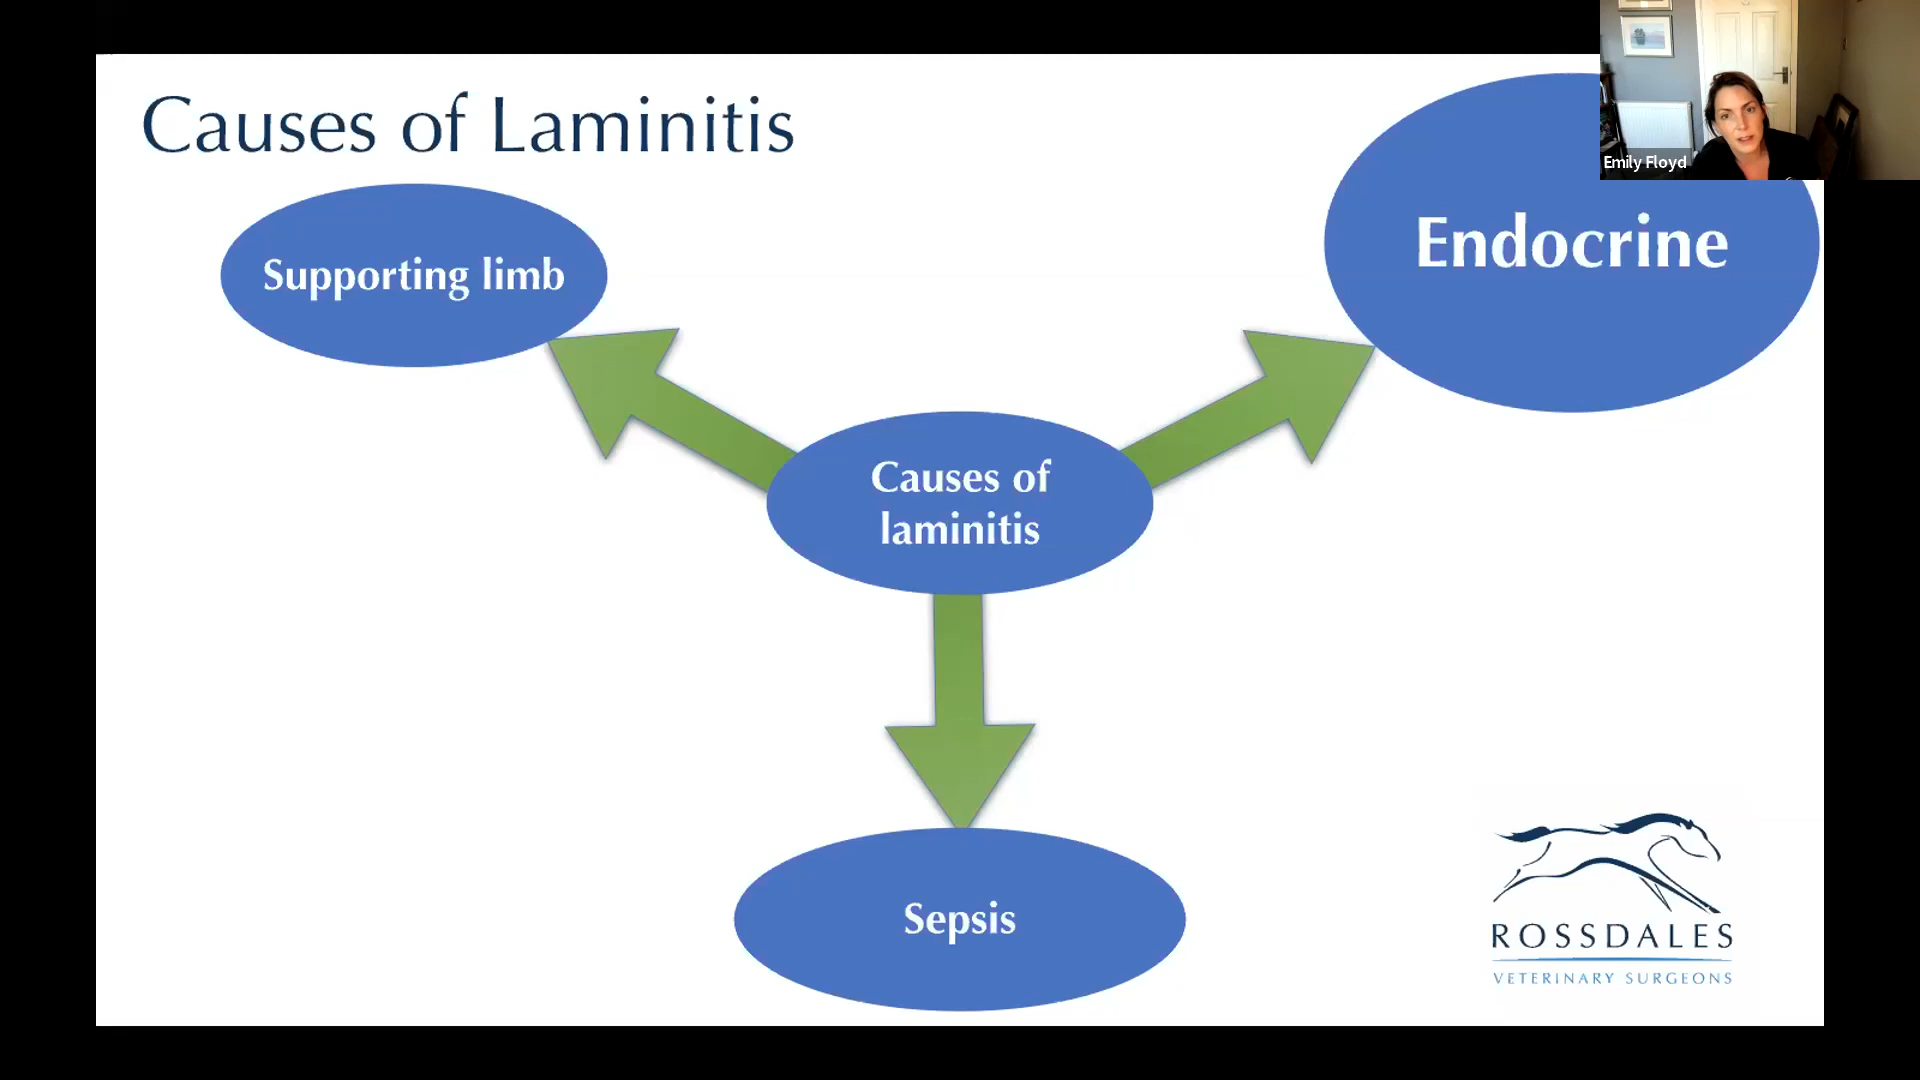 Causes of Laminitis
Emily Floyd
Supporting limb
Endocrine
Causes of
laminitis
Sepsis
ROSSDALES
VETERINARY SURGEONS